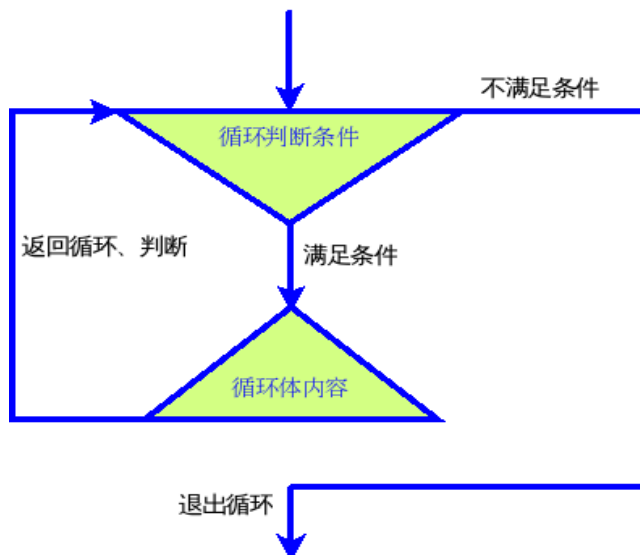 不满足条件
循环判断条件
返回循环、判断
满足条件
循环体内容
退出循环